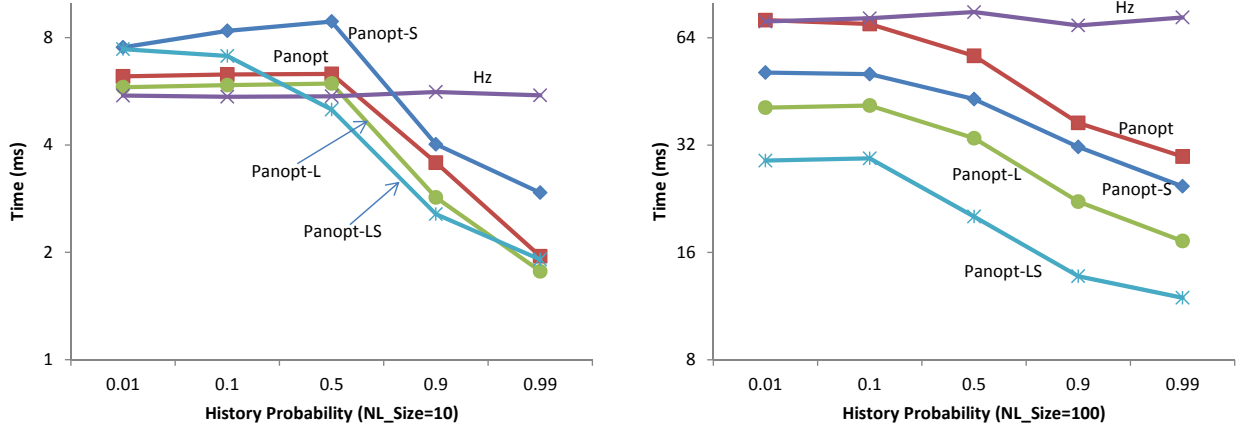 8
4
2
1
Time (ms)
Panopt-S
Panopt
Hz
Panopt-L
Panopt-LS
0.01 0.1 0.5 0.9 0.99
History Probability (NL_Size=10)
64
32
16
8
Time (ms)
Hz
Panopt
Panopt-L
Panopt-S
Panopt-LS
0.01 0.1 0.5 0.9 0.99
History Probability (NL_Size=100)